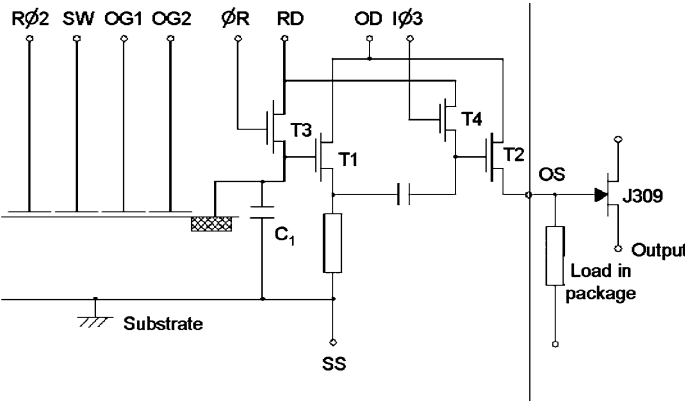 RØ2 SW OG1 OG2 ØR RD OD IØ3
T3
T4
T1
T2
OS
J309
C1
Output
Load in
package
Substrate
SS